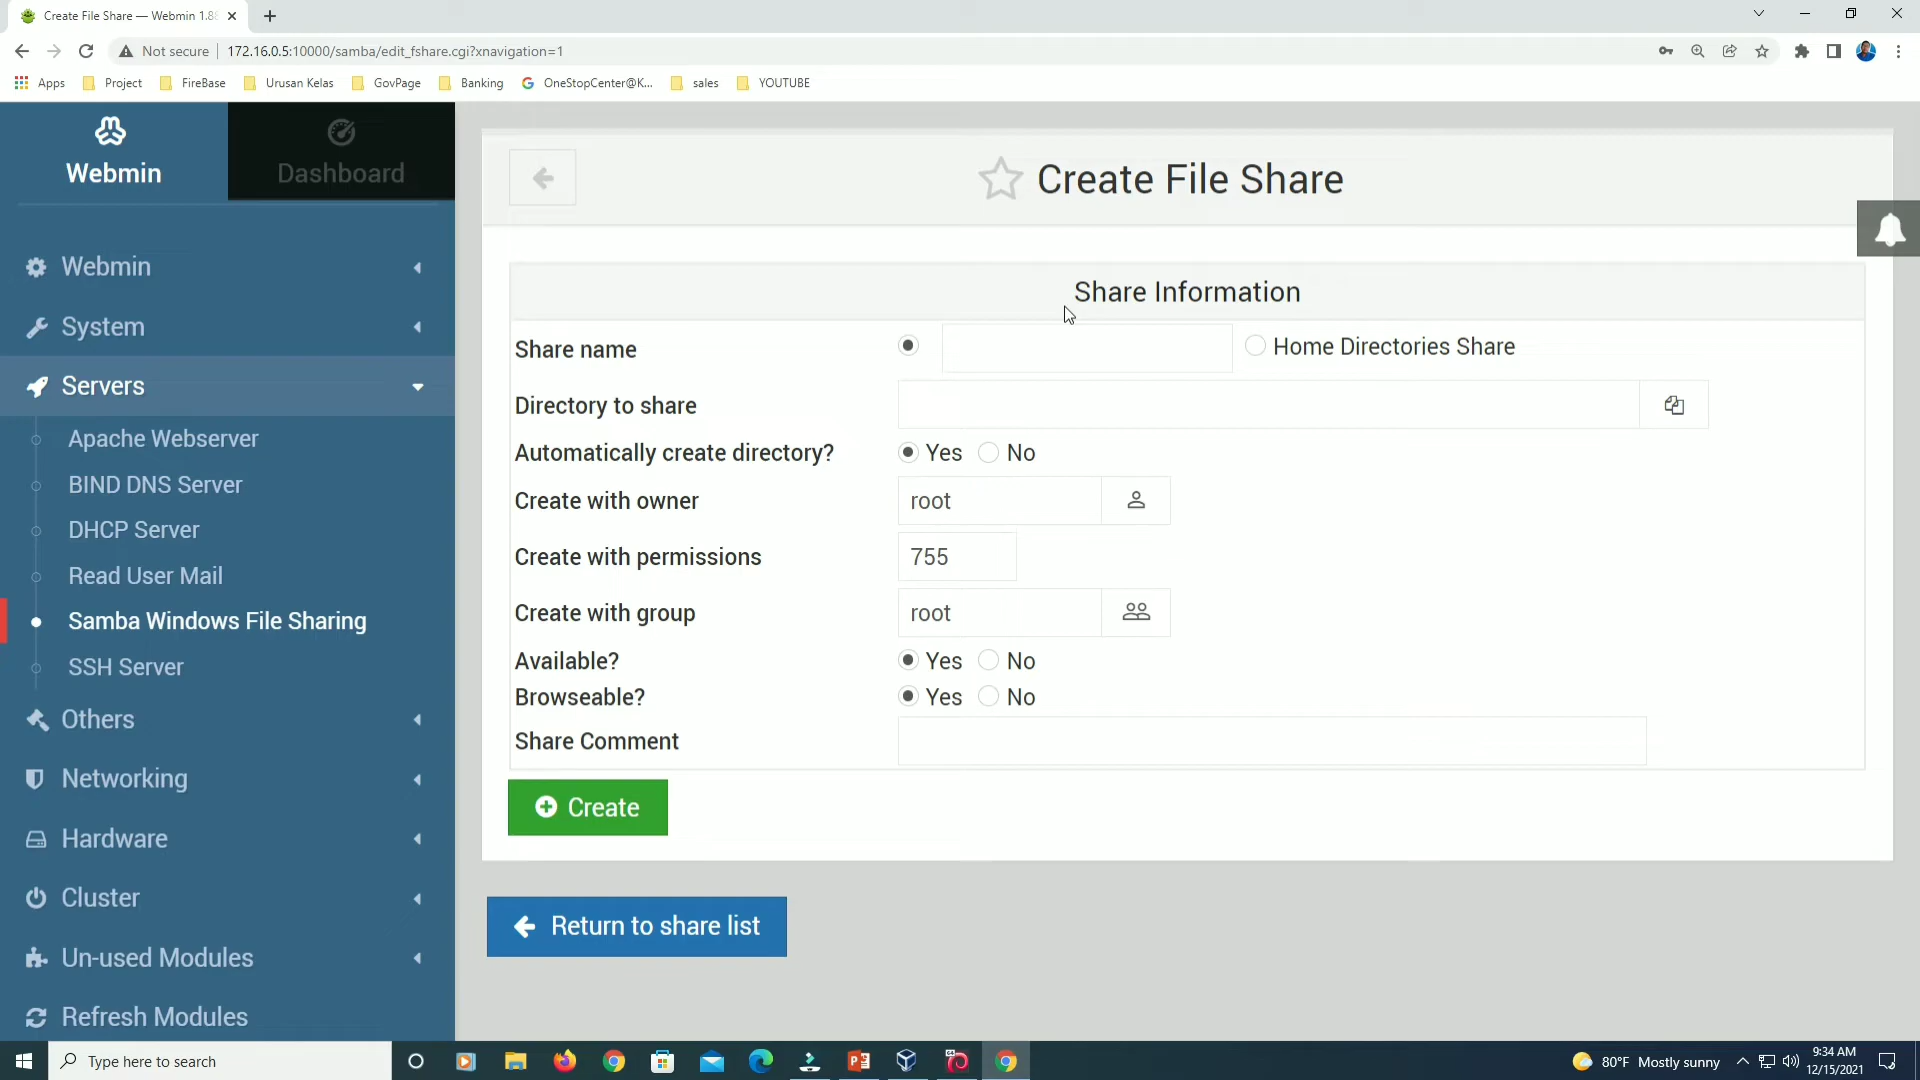 Create File Share — Webmin 1.88
Not secure 172.16.0.5:10000/samba/edit_fshare.cgi?xnavigation=1
Apps Project FireBase Urusan Kelas GovPage Banking OneStopCenter@K... sales YOUTUBE
Webmin
Dashboard
Webmin
System
Servers
Apache Webserver
BIND DNS Server
DHCP Server
Read User Mail
Samba Windows File Sharing
SSH Server
Others
Networking
Hardware
Cluster
Un-used Modules
Refresh Modules
Create File Share
Share Information
Share name Home Directories Share
Directory to share
Automatically create directory? Yes No
Create with owner root
Create with permissions 755
Create with group root
Available? Yes No
Browseable? Yes No
Share Comment
Create
Return to share list
Type here to search
80°F Mostly sunny
9:34 AM
12/15/2021